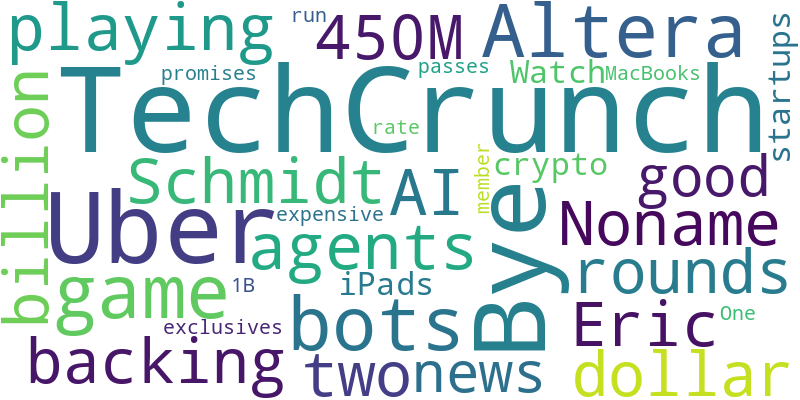 playing
run
450M
Altera
startups
promises
passes
Watch
MacBooks
TechCrunch
billion
rate
Schmidt
AI
member
crypto
good
Uber
expensive
Bye
Noname
agents
game
1B
iPads
rounds
exclusives
bots
Eric
One
backing
two
news
dollar